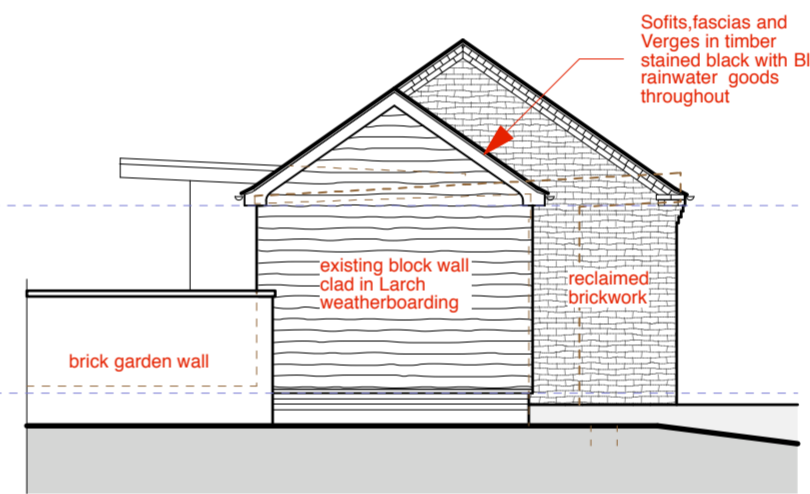 Sofits,fascias and
Verges in timber
stained black with Bl
rainwater goods
throughout
existing block wall
clad in Larch
weatherboarding
reclaimed
brickwork
brick garden wall